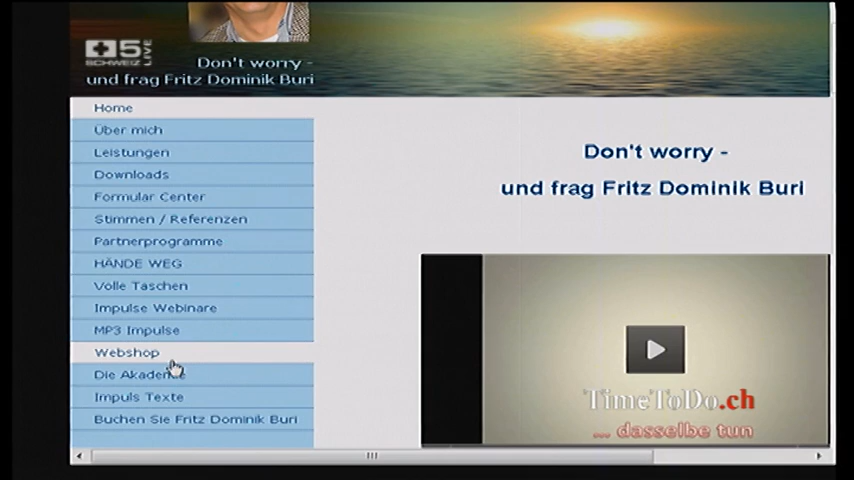 5
SCHWEIZ
LIVE
Don't worry -
und frag Fritz Dominik Buri
Home
Über mich
Leistungen
Downloads
Formular Center
Stimmen / Referenzen
Partnerprogramme
HÄNDE WEG
Volle Taschen
Impulse Webinare
MP3 Impulse
Webshop
Die Akademie
Impuls Texte
Buchen Sie Fritz Dominik Buri
Don't worry -
und frag Fritz Dominik Buri
TimeToDo.ch
... dasselbe tun